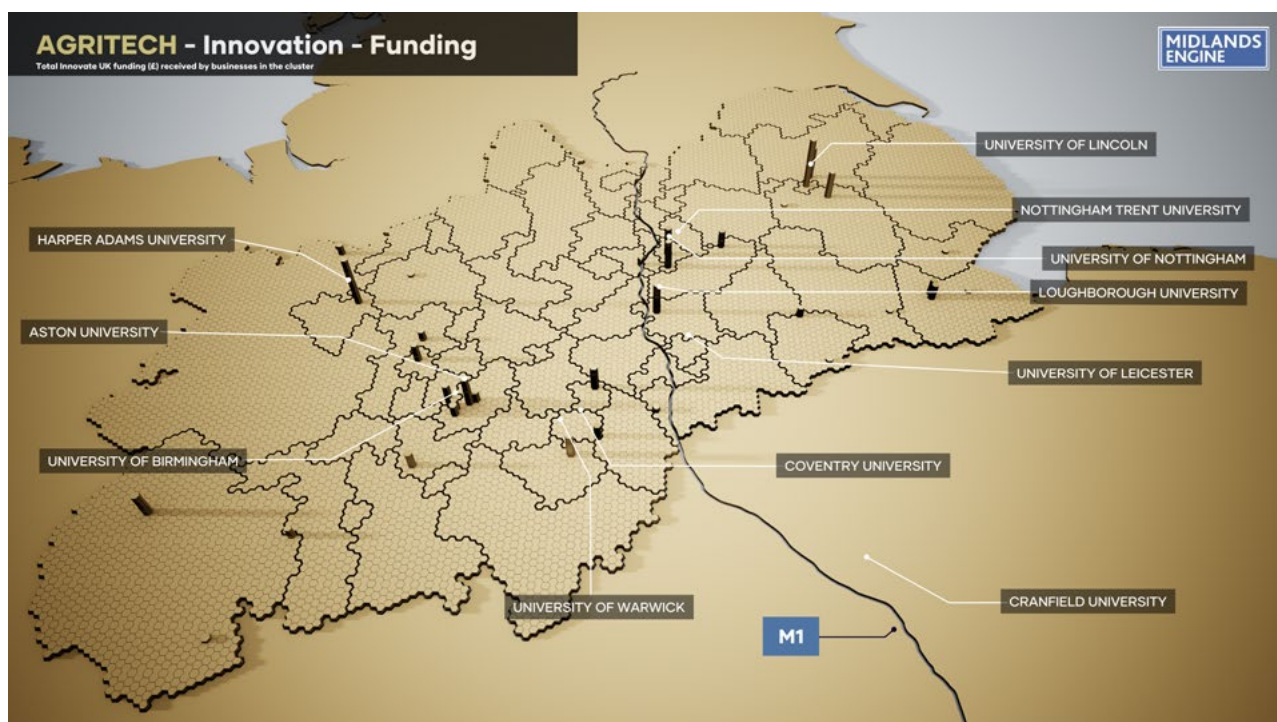 AGRITECH - Innovation - Funding
Total Innovate UK funding (£) received by businesses in the cluster
MIDLANDS
ENGINE
UNIVERSITY OF LINCOLN
NOTTINGHAM TRENT UNIVERSITY
HARPER ADAMS UNIVERSITY
UNIVERSITY OF NOTTINGHAM
LOUGHBOROUGH UNIVERSITY
ASTON UNIVERSITY
UNIVERSITY OF LEICESTER
UNIVERSITY OF BIRMINGHAM
COVENTRY UNIVERSITY
UNIVERSITY OF WARWICK
CRANFIELD UNIVERSITY
M1